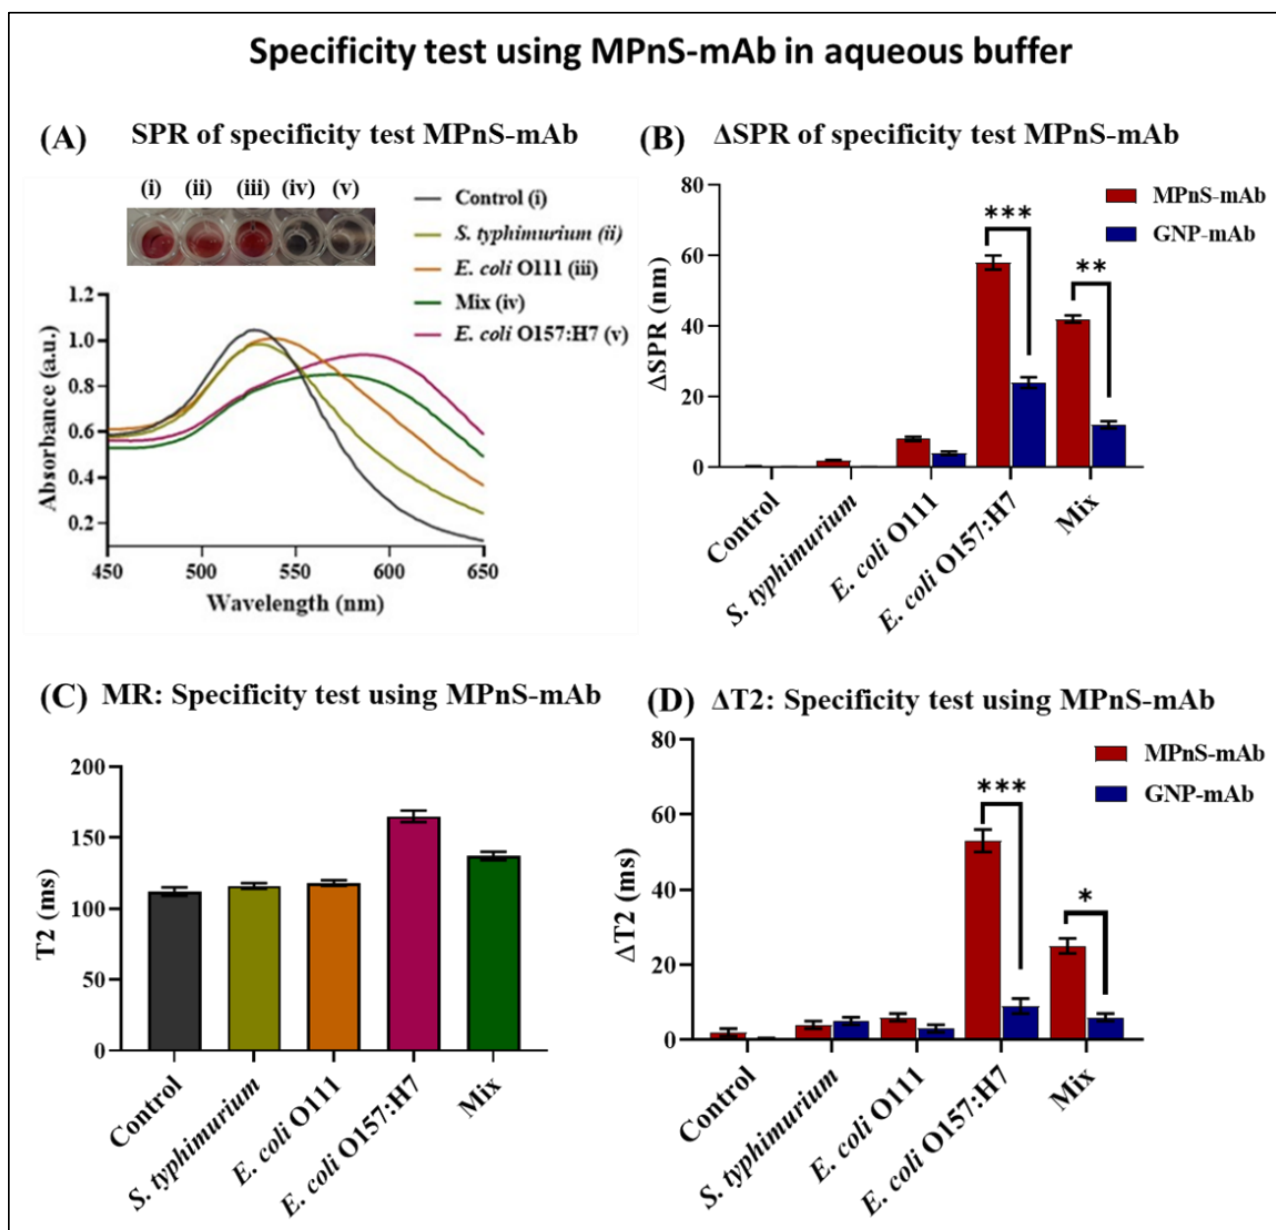 Specificity test using MPnS-mAb in aqueous buffer
(A) SPR of specificity test MPnS-mAb
(i) (ii) (iii) (iv) (v)
Control (i)
S. typhimurium (ii)
E. coli O111 (iii)
Mix (iv)
E. coli O157:H7 (v)
Absorbance (a.u.)
1.2
1.0
0.8
0.6
0.4
0.2
450 500 550 600 650
Wavelength (nm)
(B) ΔSPR of specificity test MPnS-mAb
MPnS-mAb
GNP-mAb
ΔSPR (nm)
80
60
40
20
0
***
**
Control
S. typhimurium
E. coli O111
E. coli O157:H7
Mix
(C) MR: Specificity test using MPnS-mAb
T2 (ms)
200
150
100
50
0
Control
S. typhimurium
E. coli O111
E. coli O157:H7
Mix
(D) ΔT2: Specificity test using MPnS-mAb
MPnS-mAb
GNP-mAb
ΔT2 (ms)
80
60
40
20
0
***
*
Control
S. typhimurium
E. coli O111
E. coli O157:H7
Mix